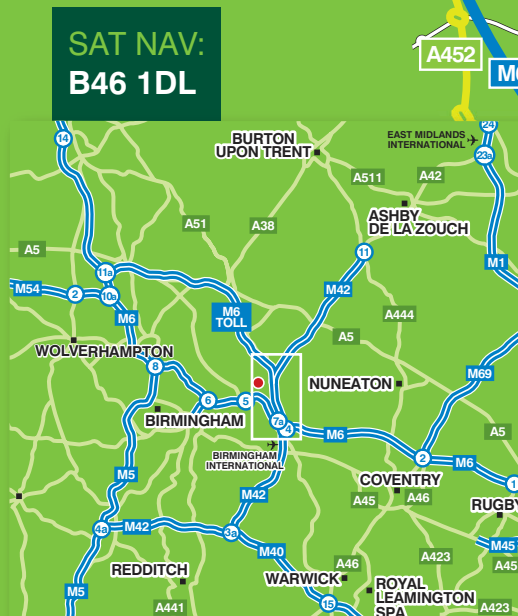 SAT NAV:
B46 1DL
A452
M6
14
BURTON
UPON TRENT
EAST MIDLANDS
INTERNATIONAL
24
23a
A511
A42
A51
A38
ASHBY
DE LA ZOUCH
A5
11
M1
11a
M54
2
10a
M42
M6
M6
TOLL
A444
A5
WOLVERHAMPTON
8
M69
NUNEATON
6
5
BIRMINGHAM
7a
4
M6
A5
BIRMINGHAM
INTERNATIONAL
2
M6
M5
COVENTRY
1
M42
A45
A46
RUGBY
4a
M42
3a
M45
M40
A423
A45
REDDITCH
A46
WARWICK
M5
ROYAL
LEAMINGTON
SPA
A441
15
A423